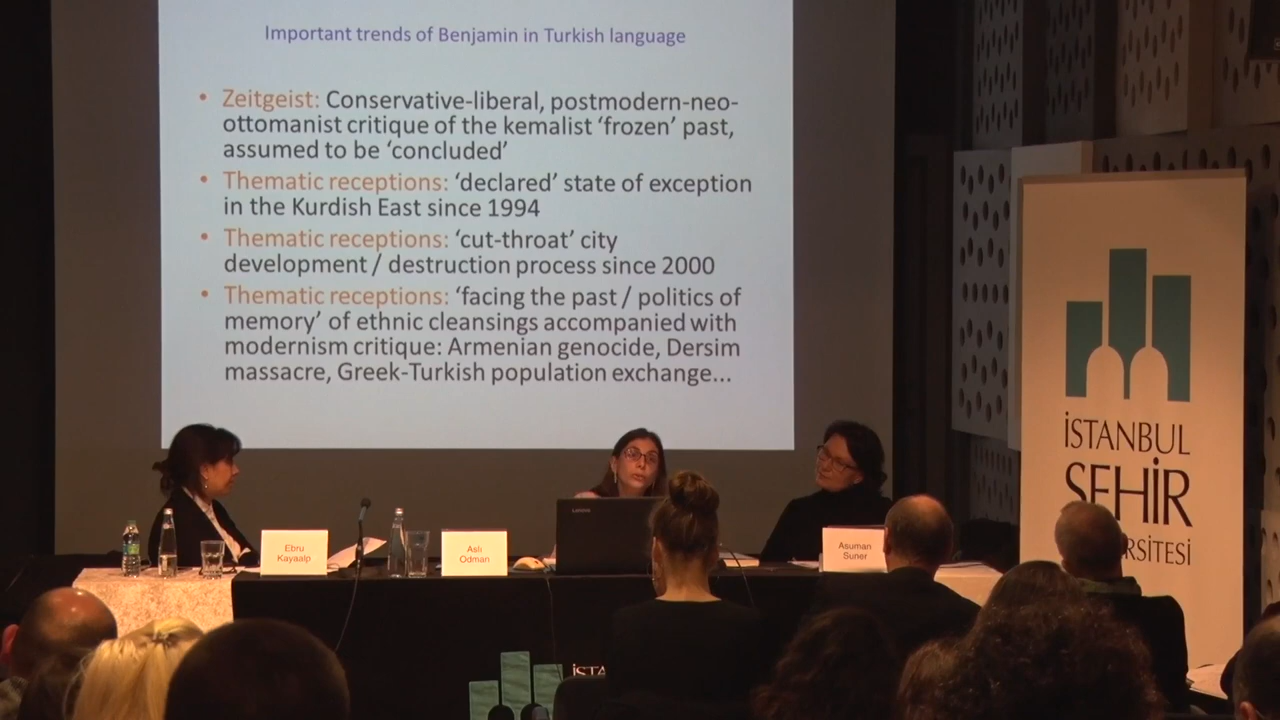 Important trends of Benjamin in Turkish language
• Zeitgeist: Conservative-liberal, postmodern-neo-
ottomanist critique of the kemalist ‘frozen’ past,
assumed to be ‘concluded’
• Thematic receptions: ‘declared’ state of exception
in the Kurdish East since 1994
• Thematic receptions: ‘cut-throat’ city
development / destruction process since 2000
• Thematic receptions: ‘facing the past / politics of
memory’ of ethnic cleansings accompanied with
modernism critique: Armenian genocide, Dersim
massacre, Greek-Turkish population exchange...
İSTANBUL
ŞEHİR
RSİTESİ
Lenovo
Ebru
Kayaalp
Aslı
Odman
Asuman
Suner
İSTA